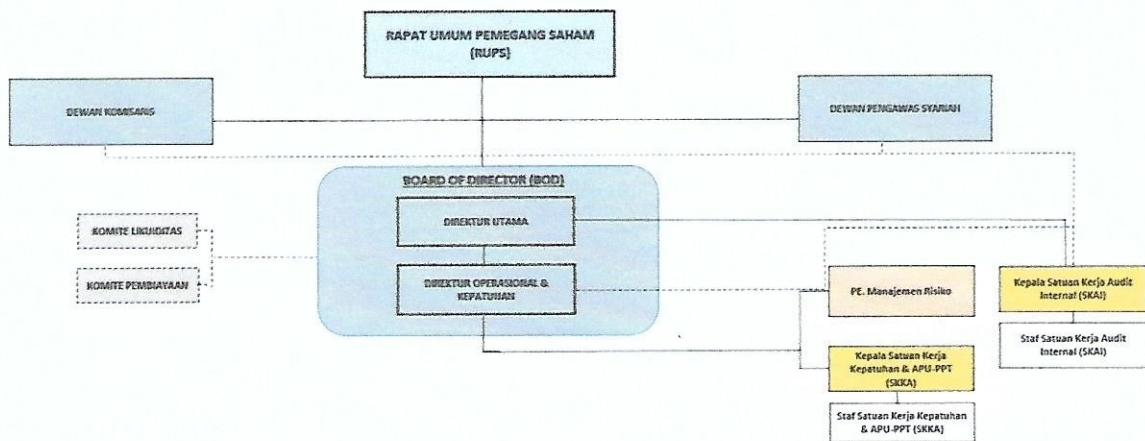 RAPAT UMUM PEMEGANG SAHAM
(RUPS)
DEWAN KOMISARIS
DEWAN PENGAWAS SYARIAH
BOARD OF DIRECTOR (BOD)
DIREKTUR UTAMA
KOMITE LIKUIDITAS
KOMITE PEMBIAYAAN
DIREKTUR OPERASIONAL &
KEPATUHAN
PE. Manajemen Risiko
Kepala Satuan Kerja Audit
Internal (SKAI)
Staf Satuan Kerja Audit
Internal (SKAI)
Kepala Satuan Kerja
Kepatuhan & APU-PPT
(SKKA)
Staf Satuan Kerja Kepatuhan
& APU-PPT (SKKA)